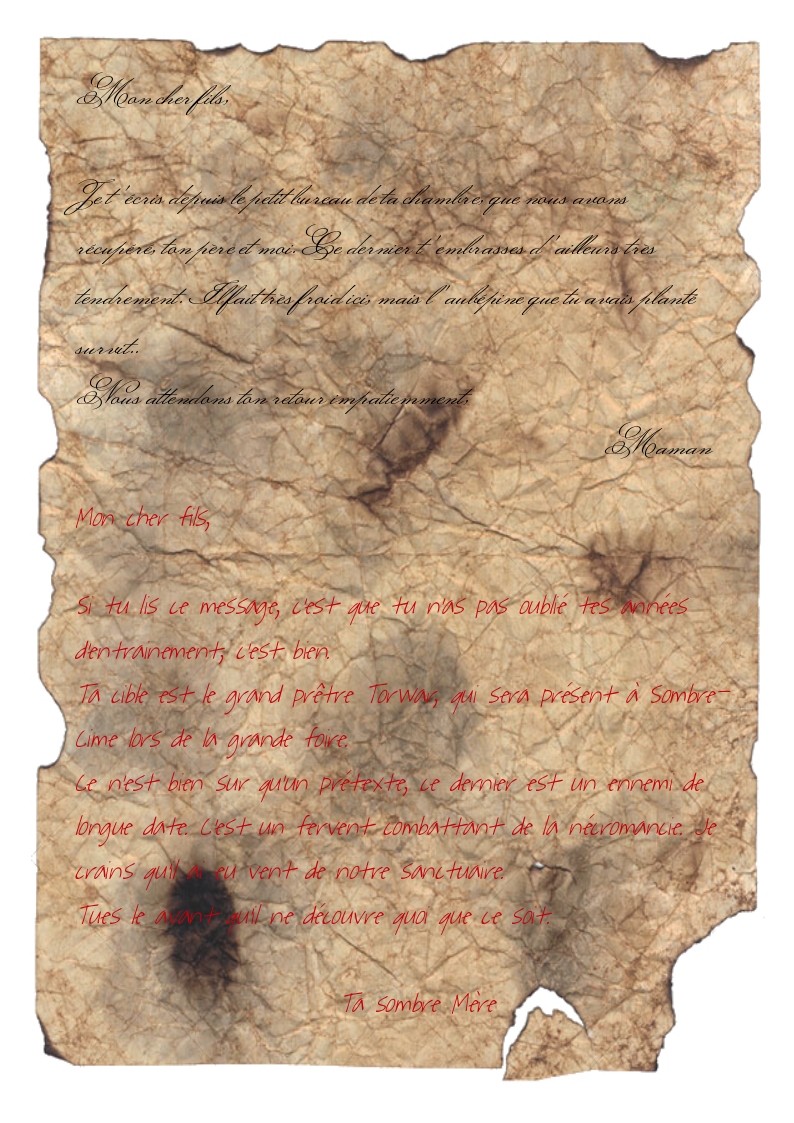 Mon cher fils,
Je t'écris depuis le petit bureau de ta chambre, que nous avons
récupéré, ton père et moi. Ce dernier t'embrasses d'ailleurs très
tendrement. Il fait très froid ici, mais l'aubépine que tu avais planté
survit..
Nous attendons ton retour impatiemment,
Maman
Mon cher fils,
Si tu lis ce message, c'est que tu n'as pas oublié tes années
d'entrainement, c'est bien.
Ta cible est le grand prêtre Torwar, qui sera présent à Sombre-
Cime lors de la grande foire.
Ce n'est bien sur qu'un prétexte, ce dernier est un ennemi de
longue date. C'est un fervent combattant de la nécromancie. Je
crains qu'il ai eu vent de notre sanctuaire.
Tues le avant qu'il ne découvre quoi que ce soit.
Ta sombre Mère